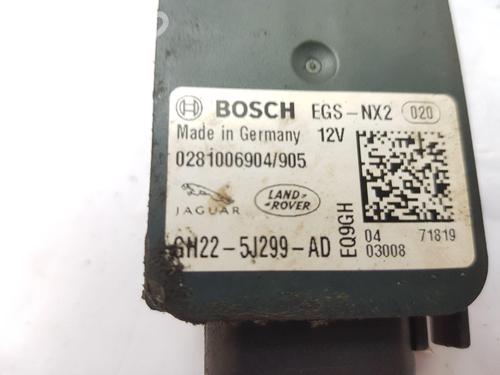 BOSCH EGS-NX2 020
Made in Germany 12V
0281006904/905
JAGUAR LAND-ROVER
GH22-5J299-AD
EQ9GH
04 71819
03008